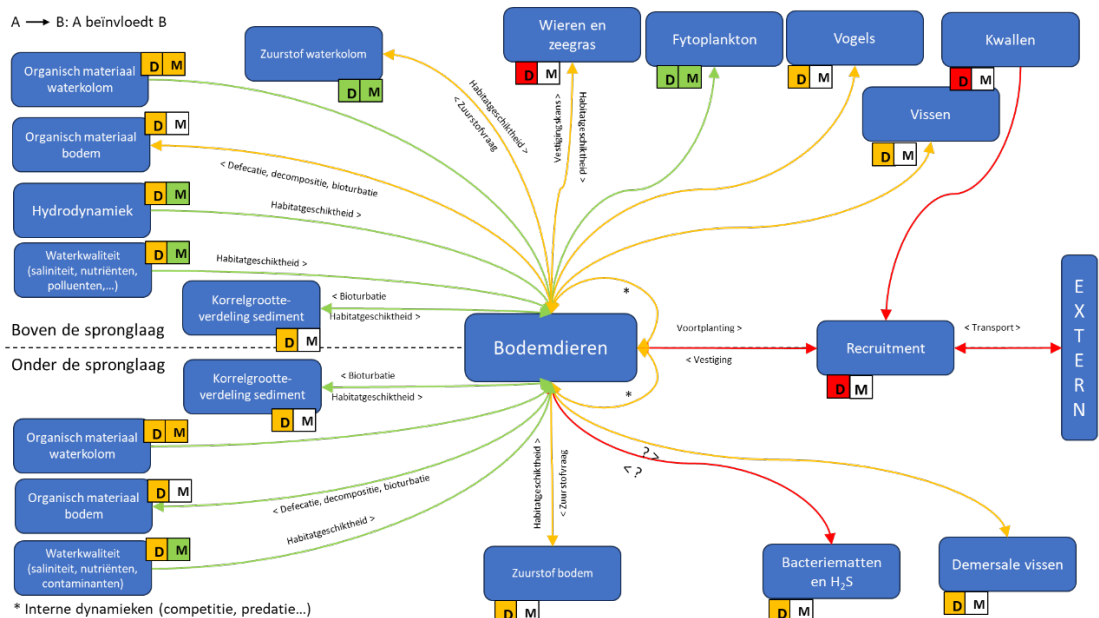 A → B: A beïnvloedt B
Organisch materiaal
waterkolom
D M
Zuurstof waterkolom
D M
Wieren en
zeegras
D M
Fytoplankton
D M
Vogels
D M
Kwallen
D M
Vissen
D M
Organisch materiaal
bodem
D M
Hydrodynamiek
D M
Waterkwaliteit
(saliniteit, nutriënten,
polluenten,...)
D M
Habitatgeschiktheid >
< Zuurstofvraag
Vestigingskans >
Habitatgeschiktheid >
< Defecatie, decompositie, bioturbatie
Habitatgeschiktheid >
Habitatgeschiktheid >
Korrelgrootte-
verdeling sediment
D M
< Bioturbatie
Habitatgeschiktheid >
Boven de spronglaag
Onder de spronglaag
Bodemdieren
*
*
Voortplanting >
< Vestiging
Recruitment
D M
< Transport >
EXTERN
Korrelgrootte-
verdeling sediment
D M
< Bioturbatie
Habitatgeschiktheid >
Organisch materiaal
waterkolom
D M
Organisch materiaal
bodem
D M
< Defecatie, decompositie, bioturbatie
Habitatgeschiktheid >
Waterkwaliteit
(saliniteit, nutriënten,
contaminanten)
D M
Habitatgeschiktheid >
< Zuurstofvraag
? >
< ?
Zuurstof bodem
D M
Bacteriematten
en H₂S
D M
Demersale vissen
D M
* Interne dynamieken (competitie, predatie...)